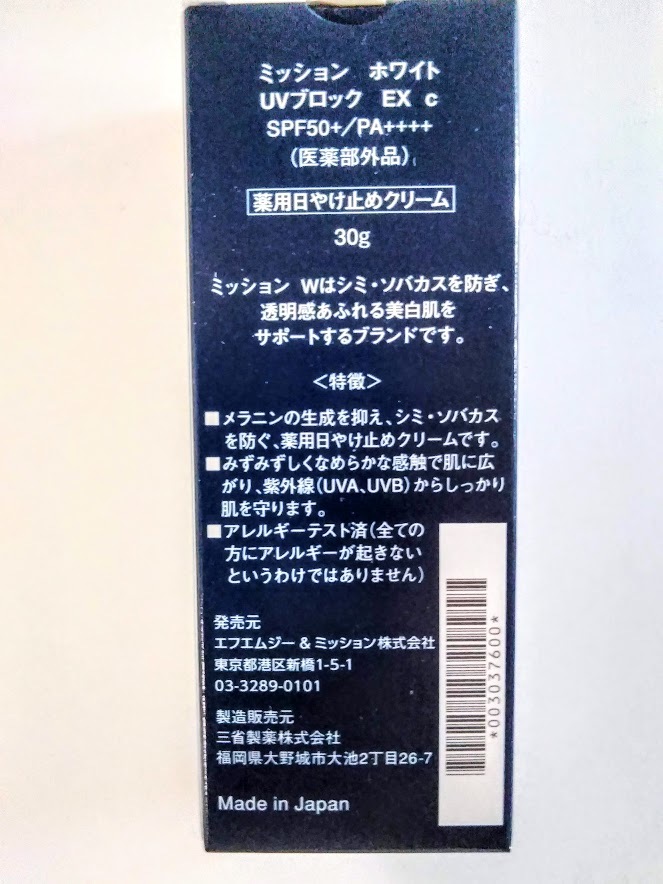 ミッション ホワイト
UVブロック EX c
SPF50+/PA++++
(医薬部外品)
薬用日やけ止めクリーム
30g
ミッション Wはシミ・ソバカスを防ぎ、
透明感あふれる美白肌を
サポートするブランドです。
<特徴>
■メラニンの生成を抑え、シミ・ソバカス
を防ぐ、薬用日やけ止めクリームです。
■みずみずしくなめらかな感触で肌に広
がり、紫外線(UVA、UVB)からしっかり
肌を守ります。
■アレルギーテスト済(全ての
方にアレルギーが起きない
というわけではありません)
発売元
エフエムジー&ミッション株式会社
東京都港区新橋1-5-1
03-3289-0101
製造販売元
三省製薬株式会社
福岡県大野城市大池2丁目26-7
Made in Japan
*003037600*